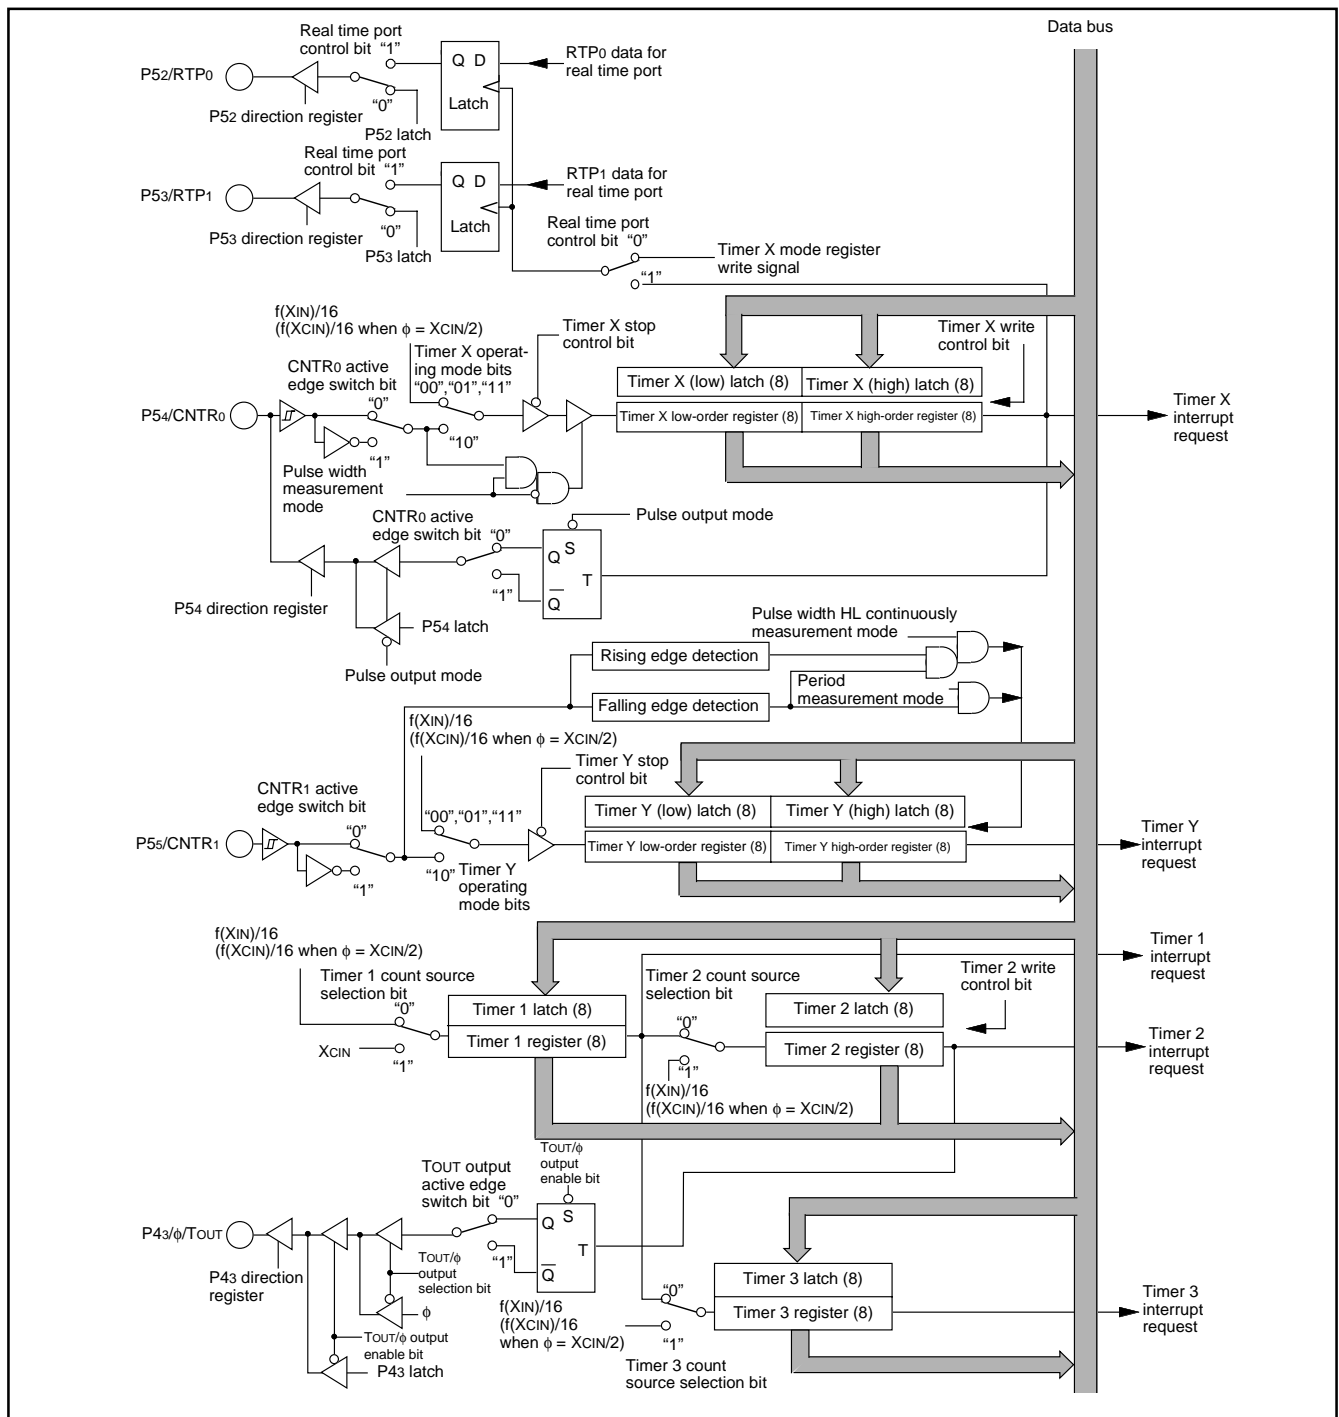 Data bus
Real time port
control bit "1"
Q D
RTP0 data for
real time port
P52/RTP0
"0"
Latch
P52 direction register
P52 latch
Real time port
control bit "1"
Q D
RTP1 data for
real time port
P53/RTP1
"0"
Latch
P53 direction register
P53 latch
Real time port
control bit "0"
Timer X mode register
write signal
"1"
f(XIN)/16
(f(XCIN)/16 when ϕ = XCIN/2)
Timer X stop
control bit
Timer X write
control bit
CNTR0 active
edge switch bit
Timer X operat-
ing mode bits
"00","01","11"
Timer X (low) latch (8)
Timer X (high) latch (8)
P54/CNTR0
"0"
Timer X low-order register (8)
Timer X high-order register (8)
Timer X
interrupt
request
"10"
"1"
Pulse width
measurement
mode
CNTR0 active
edge switch bit
"0"
Pulse output mode
Q
S
T
"1"
Q
P54 direction register
P54 latch
Pulse output mode
Pulse width HL continuously
measurement mode
Rising edge detection
Period
measurement mode
Falling edge detection
f(XIN)/16
(f(XCIN)/16 when ϕ = XCIN/2)
Timer Y stop
control bit
CNTR1 active
edge switch bit
"00","01","11"
Timer Y (low) latch (8)
Timer Y (high) latch (8)
P55/CNTR1
"0"
Timer Y low-order register (8)
Timer Y high-order register (8)
Timer Y
interrupt
request
"1"
"10"
Timer Y
operating
mode bits
f(XIN)/16
(f(XCIN)/16 when ϕ = XCIN/2)
Timer 1
interrupt
request
Timer 1 count source
selection bit
Timer 2 count source
selection bit
Timer 2 write
control bit
"0"
Timer 1 latch (8)
Timer 2 latch (8)
"0"
Timer 1 register (8)
Timer 2 register (8)
Timer 2
interrupt
request
XCIN
"1"
"1"
f(XIN)/16
(f(XCIN)/16 when ϕ = XCIN/2)
TOUT/ϕ
output
enable bit
TOUT output
active edge
switch bit "0"
Q
S
T
P43/ϕ/TOUT
"1"
Q
TOUT/ϕ
output
selection bit
P43 direction
register
ϕ
f(XIN)/16
(f(XCIN)/16
when ϕ = XCIN/2)
"0"
Timer 3 latch (8)
Timer 3 register (8)
Timer 3
interrupt
request
"1"
TOUT/ϕ output
enable bit
P43 latch
Timer 3 count
source selection bit